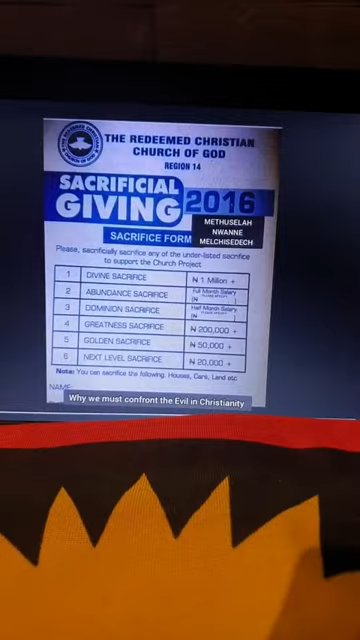 THE REDEEMED CHRISTIAN
CHURCH OF GOD
REGION 14
SACRIFICIAL
GIVING 2016
METHUSELAH
NWANNE
MELCHISEDECH
SACRIFICE FORM
Please, sacrificially sacrifice any of the under-listed sacrifice
to support the Church Project
1 DIVINE SACRIFICE ₦ 1 Million +
2 ABUNDANCE SACRIFICE Full Month Salary
(₦ )
3 DOMINION SACRIFICE Half Month Salary
(₦ )
4 GREATNESS SACRIFICE ₦ 200,000 +
5 GOLDEN SACRIFICE ₦ 50,000 +
6 NEXT LEVEL SACRIFICE ₦ 20,000 +
Note: You can sacrifice the following. Houses, Cars, Land etc
NAME
Why we must confront the Evil in Christianity